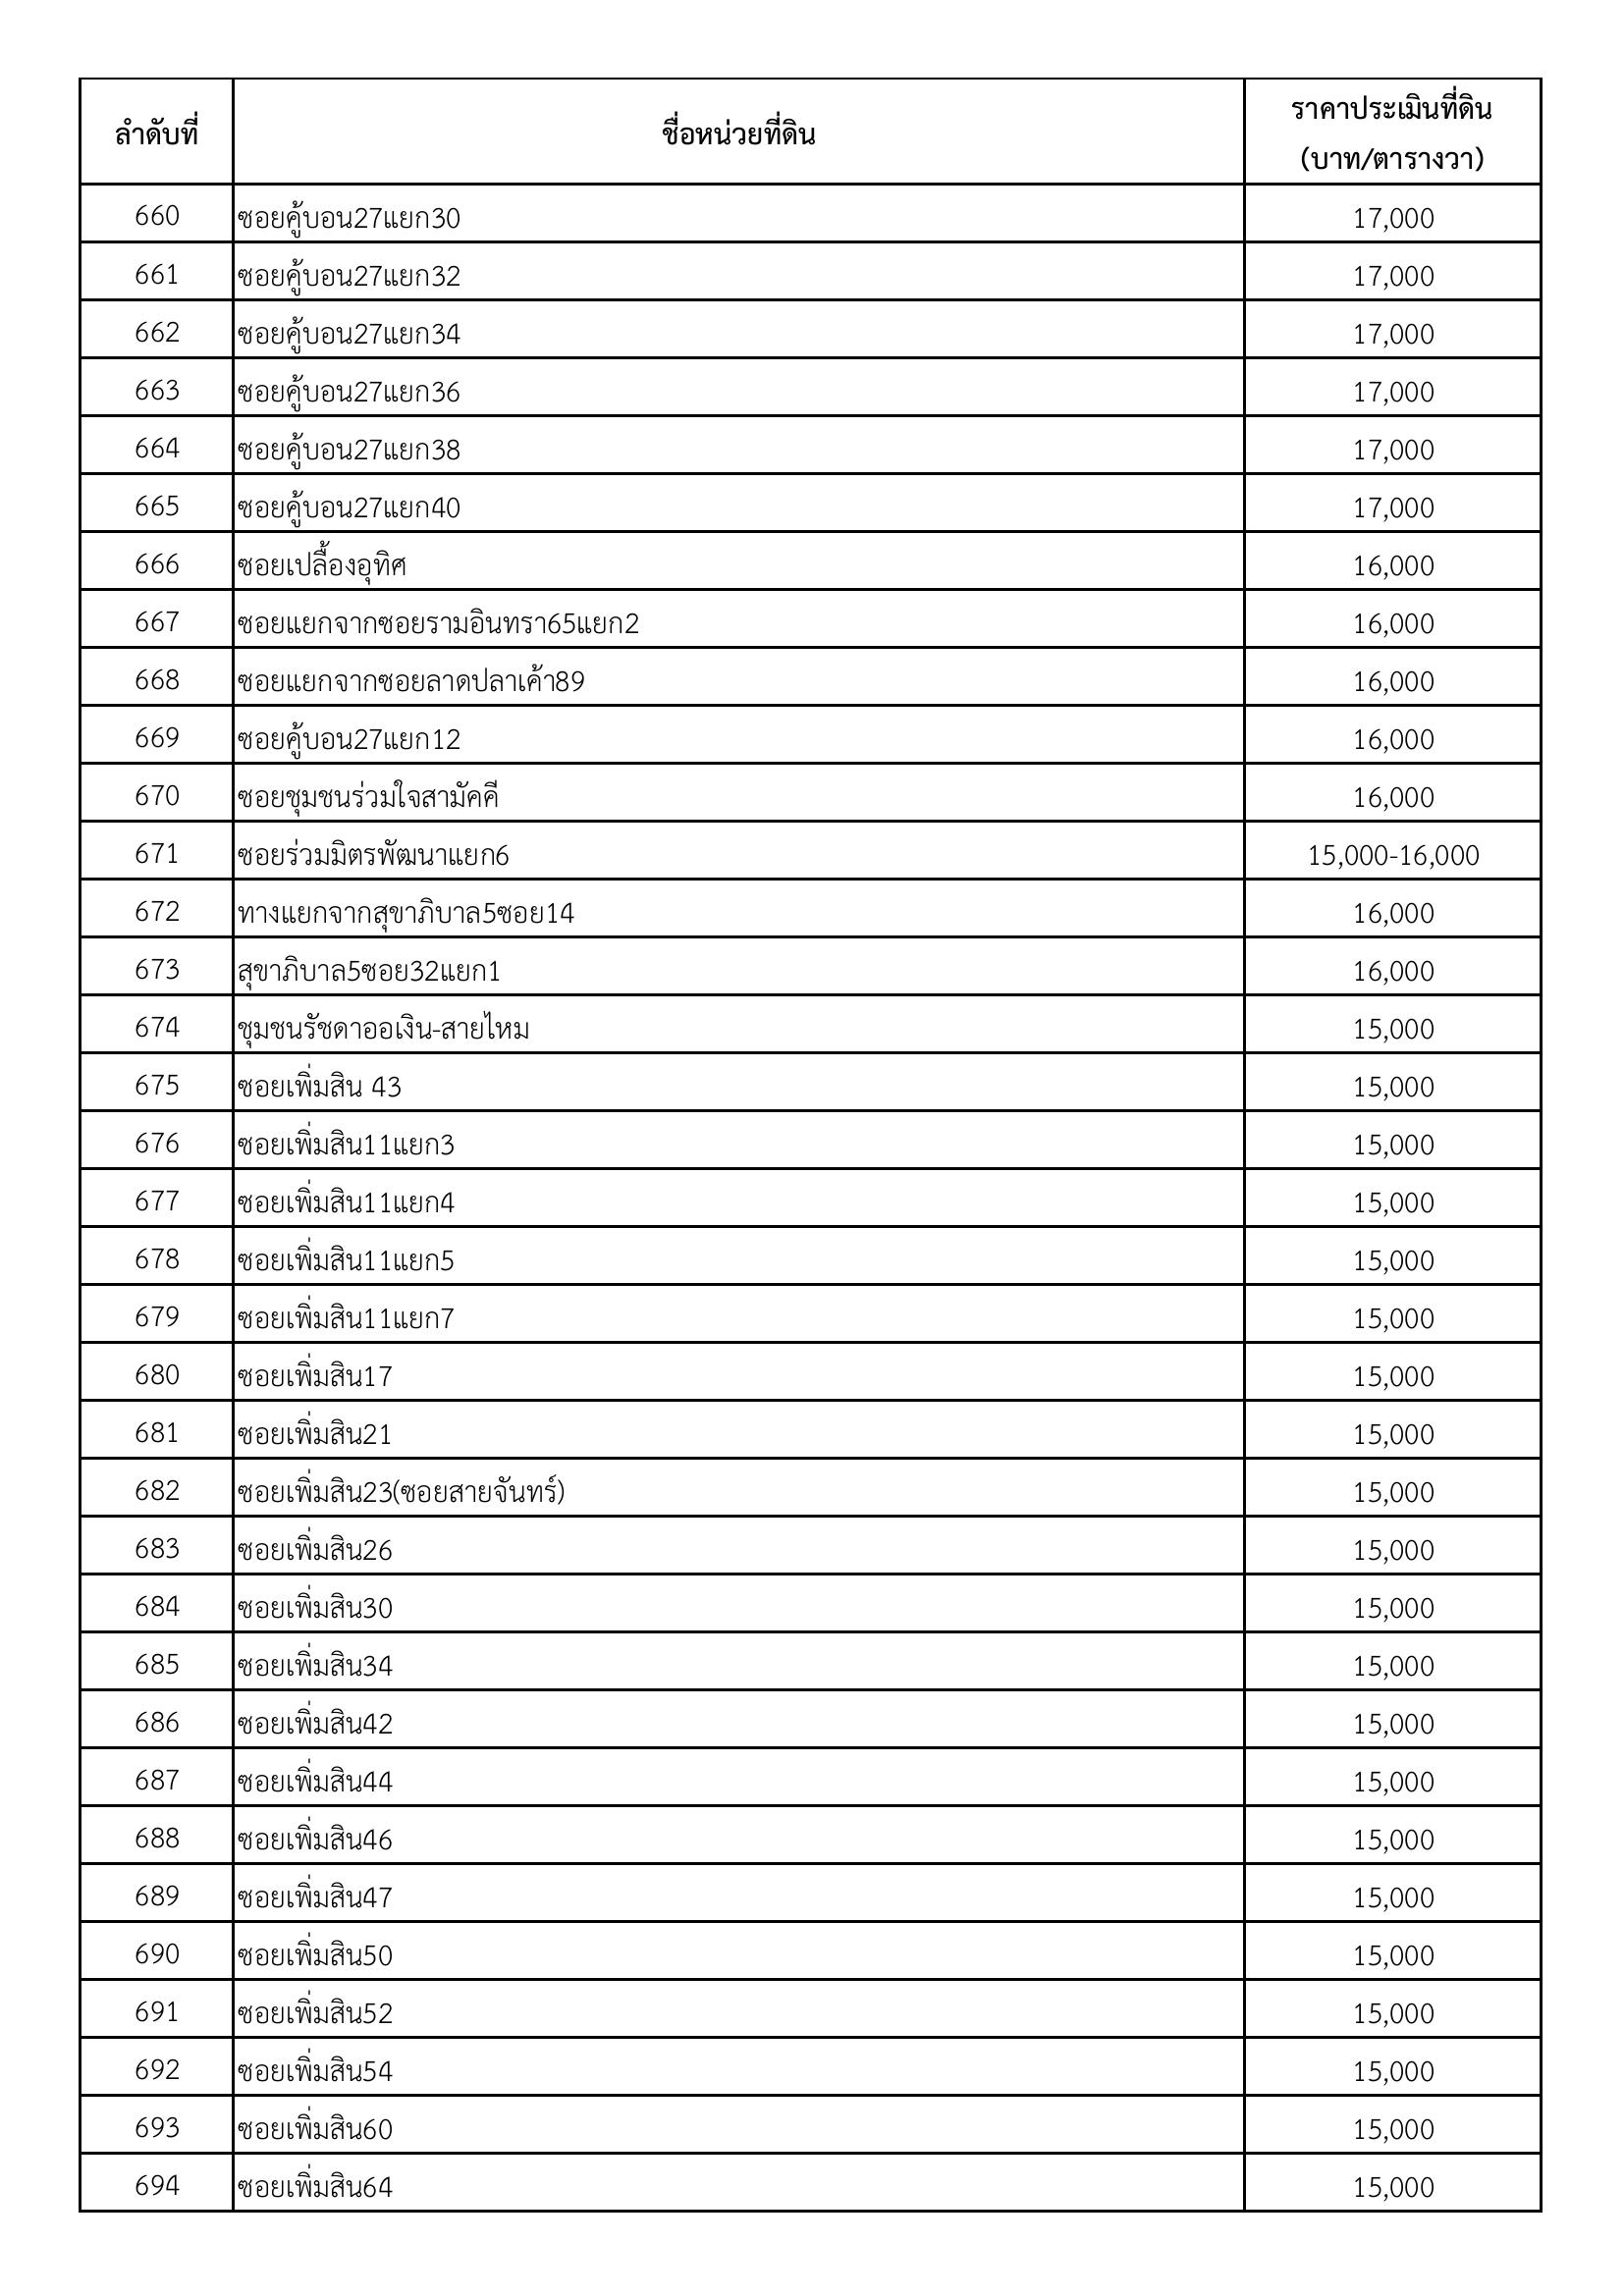 ลำดับที่ ชื่อหน่วยที่ดิน ราคาประเมินที่ดิน
(บาท/ตารางวา)
660 ซอยคู้บอน27แยก30 17,000
661 ซอยคู้บอน27แยก32 17,000
662 ซอยคู้บอน27แยก34 17,000
663 ซอยคู้บอน27แยก36 17,000
664 ซอยคู้บอน27แยก38 17,000
665 ซอยคู้บอน27แยก40 17,000
666 ซอยเปลื้องอุทิศ 16,000
667 ซอยแยกจากซอยรามอินทรา65แยก2 16,000
668 ซอยแยกจากซอยลาดปลาเค้า89 16,000
669 ซอยคู้บอน27แยก12 16,000
670 ซอยชุมชนร่วมใจสามัคคี 16,000
671 ซอยร่วมมิตรพัฒนาแยก6 15,000-16,000
672 ทางแยกจากสุขาภิบาล5ซอย14 16,000
673 สุขาภิบาล5ซอย32แยก1 16,000
674 ชุมชนรัชดาออเงิน-สายไหม 15,000
675 ซอยเพิ่มสิน 43 15,000
676 ซอยเพิ่มสิน11แยก3 15,000
677 ซอยเพิ่มสิน11แยก4 15,000
678 ซอยเพิ่มสิน11แยก5 15,000
679 ซอยเพิ่มสิน11แยก7 15,000
680 ซอยเพิ่มสิน17 15,000
681 ซอยเพิ่มสิน21 15,000
682 ซอยเพิ่มสิน23(ซอยสายจันทร์) 15,000
683 ซอยเพิ่มสิน26 15,000
684 ซอยเพิ่มสิน30 15,000
685 ซอยเพิ่มสิน34 15,000
686 ซอยเพิ่มสิน42 15,000
687 ซอยเพิ่มสิน44 15,000
688 ซอยเพิ่มสิน46 15,000
689 ซอยเพิ่มสิน47 15,000
690 ซอยเพิ่มสิน50 15,000
691 ซอยเพิ่มสิน52 15,000
692 ซอยเพิ่มสิน54 15,000
693 ซอยเพิ่มสิน60 15,000
694 ซอยเพิ่มสิน64 15,000